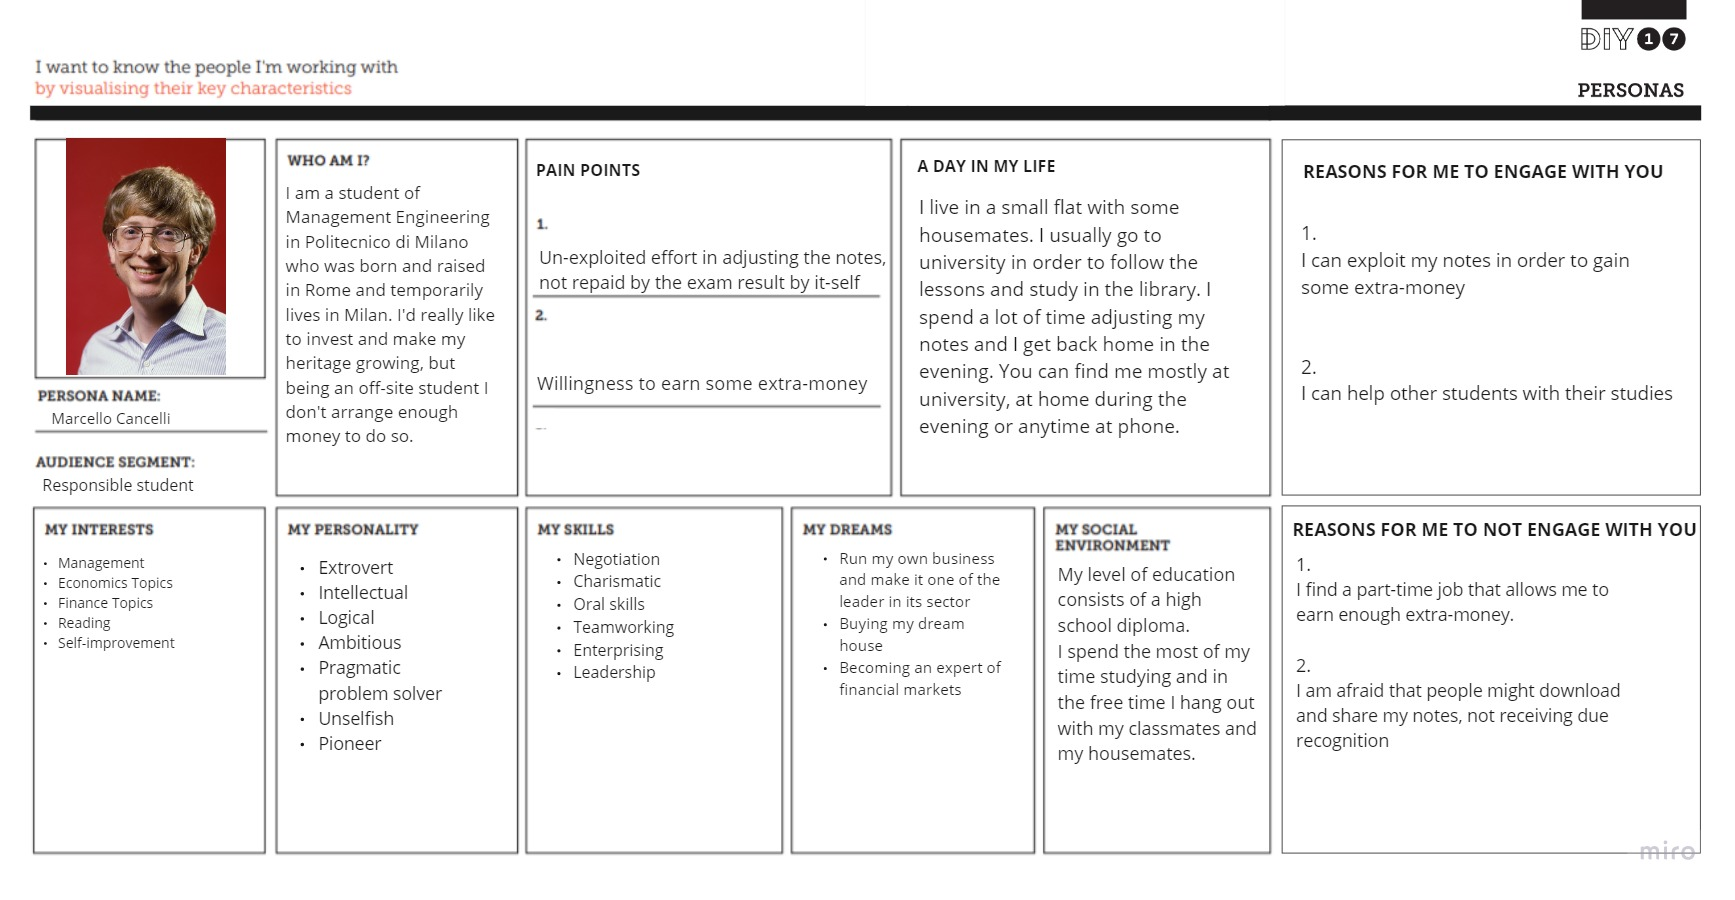 DIY 17
I want to know the people I'm working with
by visualising their key characteristics
PERSONAS
WHO AM I?
I am a student of
Management Engineering
in Politecnico di Milano
who was born and raised
in Rome and temporarily
lives in Milan. I'd really like
to invest and make my
heritage growing, but
being an off-site student I
don't arrange enough
money to do so.
PERSONA NAME:
Marcello Cancelli
AUDIENCE SEGMENT:
Responsible student
PAIN POINTS
1.
Un-exploited effort in adjusting the notes,
not repaid by the exam result by it-self
2.
Willingness to earn some extra-money
A DAY IN MY LIFE
I live in a small flat with some
housemates. I usually go to
university in order to follow the
lessons and study in the library. I
spend a lot of time adjusting my
notes and I get back home in the
evening. You can find me mostly at
university, at home during the
evening or anytime at phone.
REASONS FOR ME TO ENGAGE WITH YOU
1.
I can exploit my notes in order to gain
some extra-money
2.
I can help other students with their studies
MY INTERESTS
• Management
• Economics Topics
• Finance Topics
• Reading
• Self-improvement
MY PERSONALITY
• Extrovert
• Intellectual
• Logical
• Ambitious
• Pragmatic
problem solver
• Unselfish
• Pioneer
MY SKILLS
• Negotiation
• Charismatic
• Oral skills
• Teamworking
• Enterprising
• Leadership
MY DREAMS
• Run my own business
and make it one of the
leader in its sector
• Buying my dream
house
• Becoming an expert of
financial markets
MY SOCIAL
ENVIRONMENT
My level of education
consists of a high
school diploma.
I spend the most of my
time studying and in
the free time I hang out
with my classmates and
my housemates.
REASONS FOR ME TO NOT ENGAGE WITH YOU
1.
I find a part-time job that allows me to
earn enough extra-money.
2.
I am afraid that people might download
and share my notes, not receiving due
recognition
miro